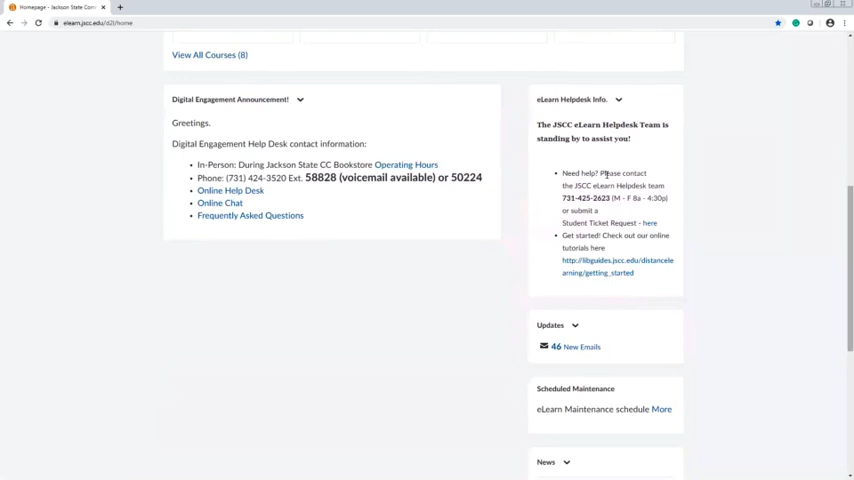 Homepage - Jackson State Com
elearn.jscc.edu/d2l/home
View All Courses (8)
Digital Engagement Announcement!
Greetings.
Digital Engagement Help Desk contact information:
In-Person: During Jackson State CC Bookstore Operating Hours
Phone: (731) 424-3520 Ext. 58828 (voicemail available) or 50224
Online Help Desk
Online Chat
Frequently Asked Questions
eLearn Helpdesk Info.
The JSCC eLearn Helpdesk Team is
standing by to assist you!
Need help? Please contact
the JSCC eLearn Helpdesk team
731-425-2623 (M - F 8a - 4:30p)
or submit a
Student Ticket Request - here
Get started! Check out our online
tutorials here
http://libguides.jscc.edu/distancele
arning/getting_started
Updates
46 New Emails
Scheduled Maintenance
eLearn Maintenance schedule More
News